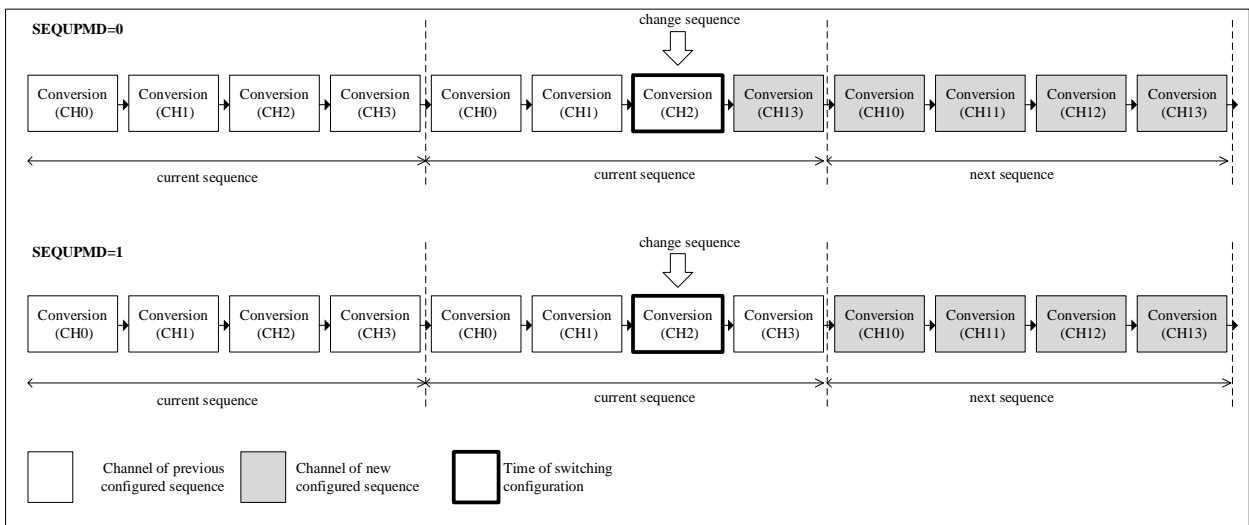 change sequence
SEQUPMD=0
Conversion (CH0) Conversion (CH1) Conversion (CH2) Conversion (CH3) Conversion (CH0) Conversion (CH1) Conversion (CH2) Conversion (CH13) Conversion (CH10) Conversion (CH11) Conversion (CH12) Conversion (CH13)
current sequence current sequence next sequence
change sequence
SEQUPMD=1
Conversion (CH0) Conversion (CH1) Conversion (CH2) Conversion (CH3) Conversion (CH0) Conversion (CH1) Conversion (CH2) Conversion (CH3) Conversion (CH10) Conversion (CH11) Conversion (CH12) Conversion (CH13)
current sequence current sequence next sequence
Channel of previous
configured sequence
Channel of new
configured sequence
Time of switching
configuration